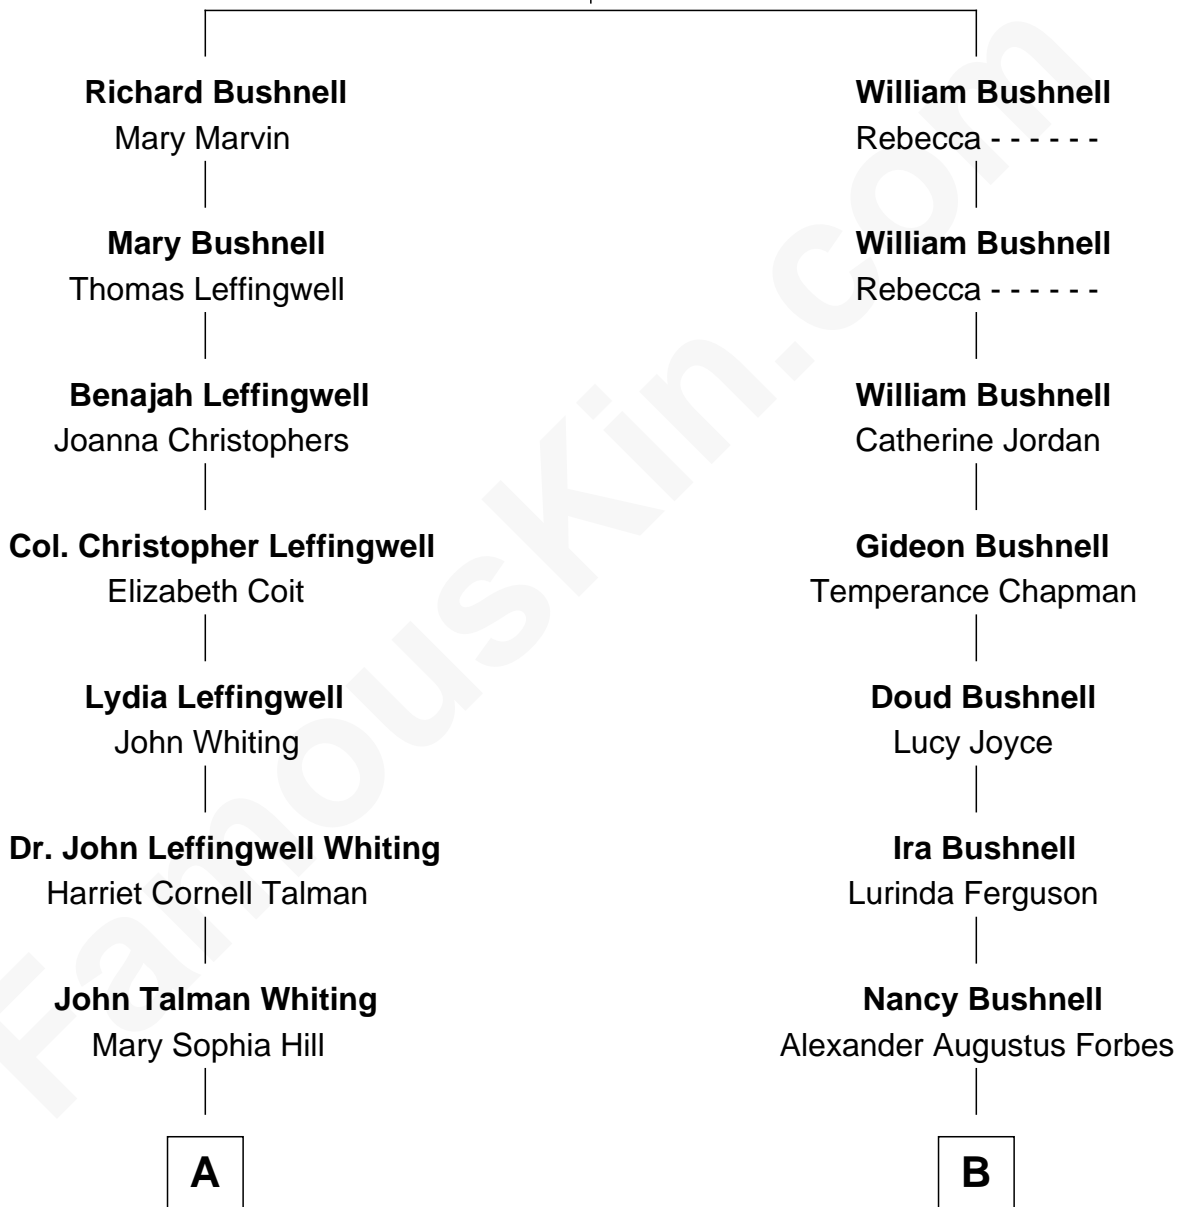 Richard Bushnell
Mary Marvin
Mary Bushnell
Thomas Leffingwell
Benajah Leffingwell
Joanna Christophers
Col. Christopher Leffingwell
Elizabeth Coit
Lydia Leffingwell
John Whiting
Dr. John Leffingwell Whiting
Harriet Cornell Talman
John Talman Whiting
Mary Sophia Hill
A
William Bushnell
Rebecca - - - - - -
William Bushnell
Rebecca - - - - - -
William Bushnell
Catherine Jordan
Gideon Bushnell
Temperance Chapman
Doud Bushnell
Lucy Joyce
Ira Bushnell
Lurinda Ferguson
Nancy Bushnell
Alexander Augustus Forbes
B
FamousKin.com